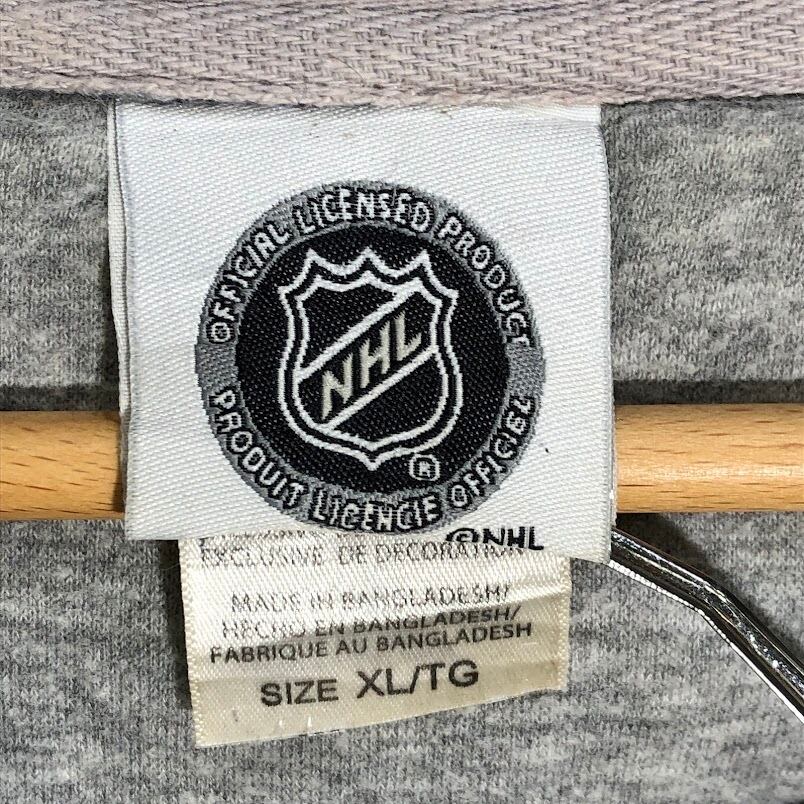 OFFICIAL LICENSED PRODUCT
NHL
®
PRODUIT LICENCIE OFFICIEL
©NHL
EXCLUSIVE DE DECORATION
MADE IN BANGLADESH/
HECHO EN BANGLADESH/
FABRIQUE AU BANGLADESH
SIZE XL/TG